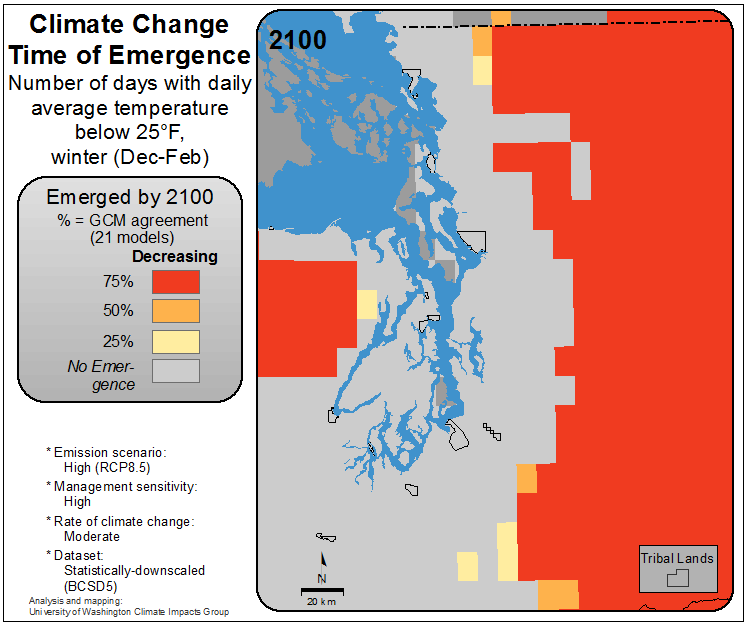 Climate Change
Time of Emergence
Number of days with daily
average temperature
below 25°F,
winter (Dec-Feb)
Emerged by 2100
% = GCM agreement
(21 models)
Decreasing
75%
50%
25%
No Emer-
gence
* Emission scenario:
High (RCP8.5)
* Management sensitivity:
High
* Rate of climate change:
Moderate
* Dataset:
Statistically-downscaled
(BCSD5)
Analysis and mapping:
University of Washington Climate Impacts Group
2100
N
20 km
Tribal Lands